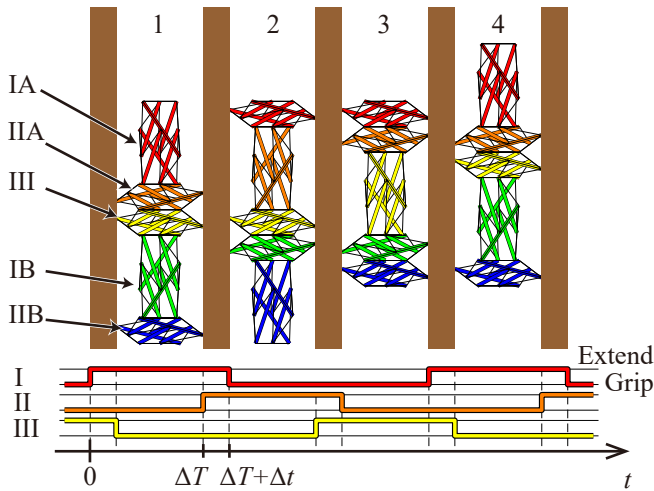 1 2 3 4
IA
IIA
III
IB
IIB
Extend
I Grip
II
III
0 ΔT ΔT+Δt t